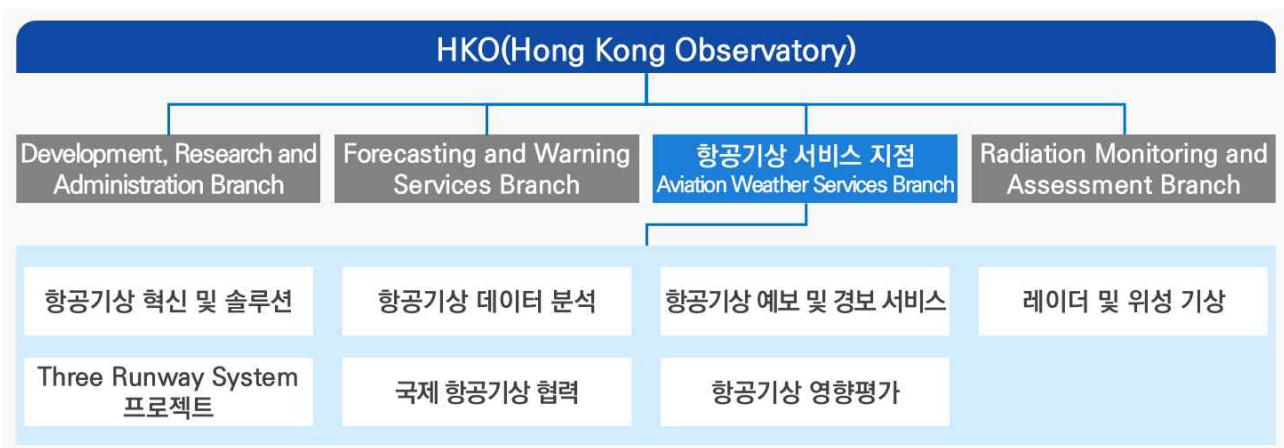 HKO(Hong Kong Observatory)
Development, Research and
Administration Branch
Forecasting and Warning
Services Branch
항공기상 서비스 지점
Aviation Weather Services Branch
Radiation Monitoring and
Assessment Branch
항공기상 혁신 및 솔루션
항공기상 데이터 분석
항공기상 예보 및 경보 서비스
레이더 및 위성 기상
Three Runway System
프로젝트
국제 항공기상 협력
항공기상 영향평가